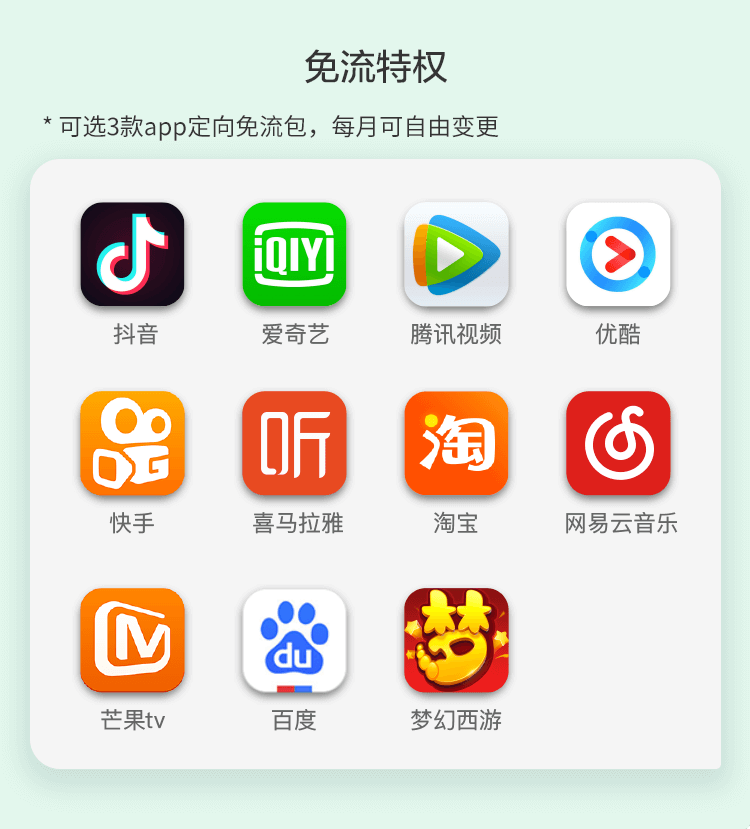 免流特权
* 可选3款app定向免流包，每月可自由变更
iQIYI
抖音 爱奇艺 腾讯视频 优酷
听 淘
快手 喜马拉雅 淘宝 网易云音乐
M du 梦
芒果tv 百度 梦幻西游